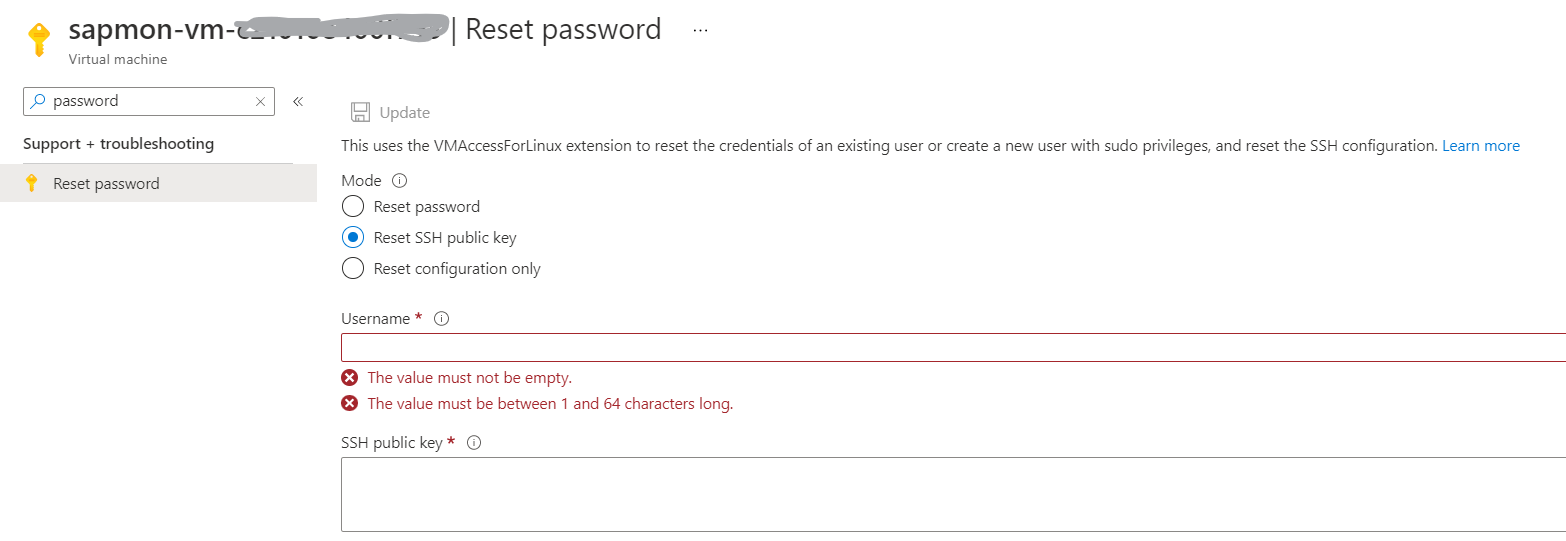 sapmon-vm- | Reset password ...
Virtual machine
password
Support + troubleshooting
Reset password
Update
This uses the VMAccessForLinux extension to reset the credentials of an existing user or create a new user with sudo privileges, and reset the SSH configuration. Learn more
Mode
Reset password
Reset SSH public key
Reset configuration only
Username *
The value must not be empty.
The value must be between 1 and 64 characters long.
SSH public key *